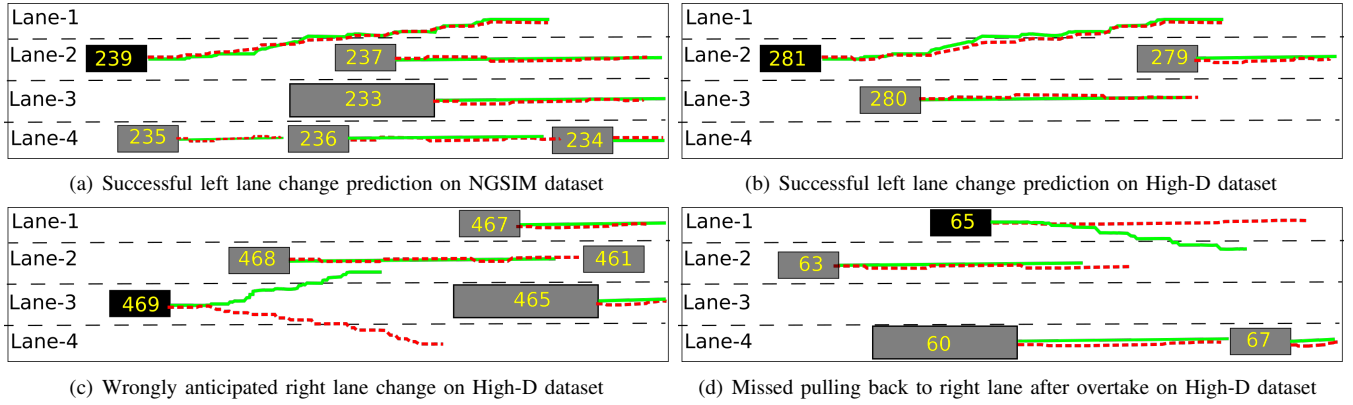 Lane-1
Lane-2 239 237
Lane-3 233
Lane-4 235 236 234
(a) Successful left lane change prediction on NGSIM dataset
Lane-1
Lane-2 281 279
Lane-3 280
Lane-4
(b) Successful left lane change prediction on High-D dataset
Lane-1 467
Lane-2 468 461
Lane-3 469 465
Lane-4
(c) Wrongly anticipated right lane change on High-D dataset
Lane-1 65
Lane-2 63
Lane-3
Lane-4 60 67
(d) Missed pulling back to right lane after overtake on High-D dataset